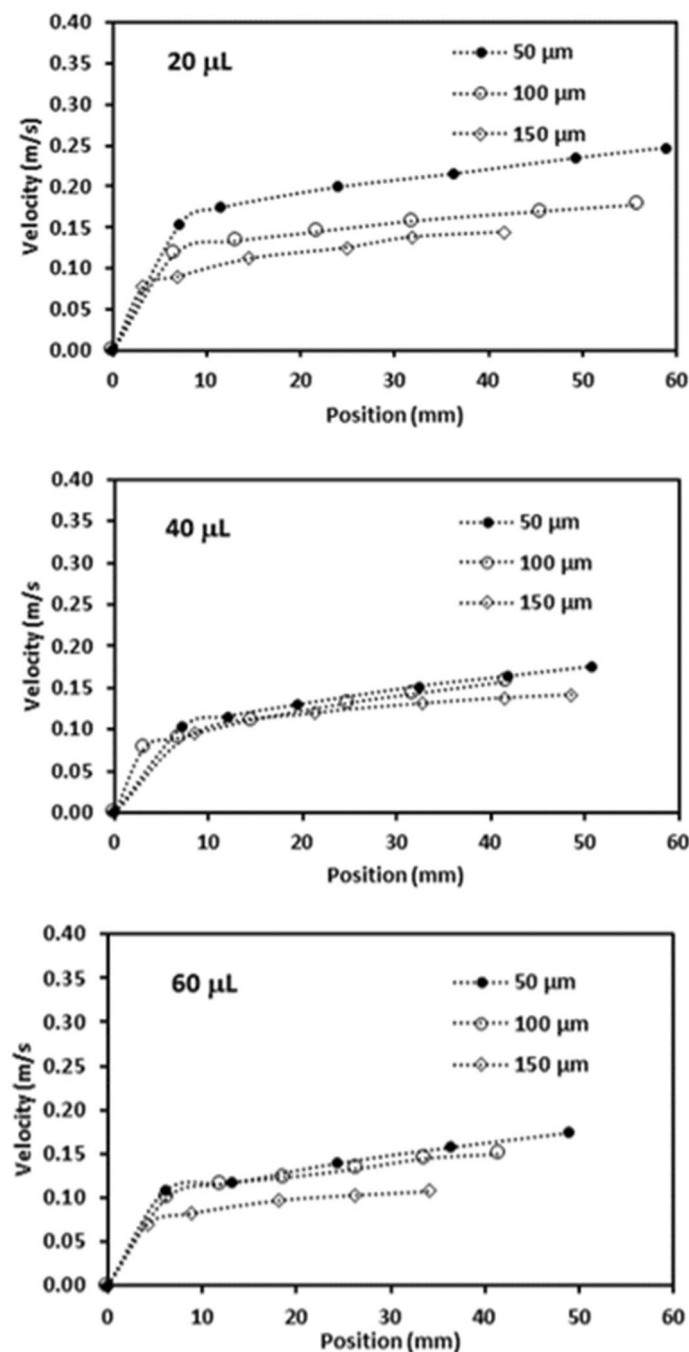 0.40
20 μL
50 μm
0.35
100 μm
0.30
150 μm
0.25
0.20
0.15
0.10
0.05
0.00
Velocity (m/s)
0 10 20 30 40 50 60
Position (mm)
0.40
40 μL
50 μm
0.35
100 μm
0.30
150 μm
0.25
0.20
0.15
0.10
0.05
0.00
Velocity (m/s
0 10 20 30 40 50 60
Position (mm)
0.40
60 μL
50 μm
0.35
100 μm
0.30
150 μm
0.25
0.20
0.15
0.10
0.05
0.00
Velocity (m/s
0 10 20 30 40 50 60
Position (mm)